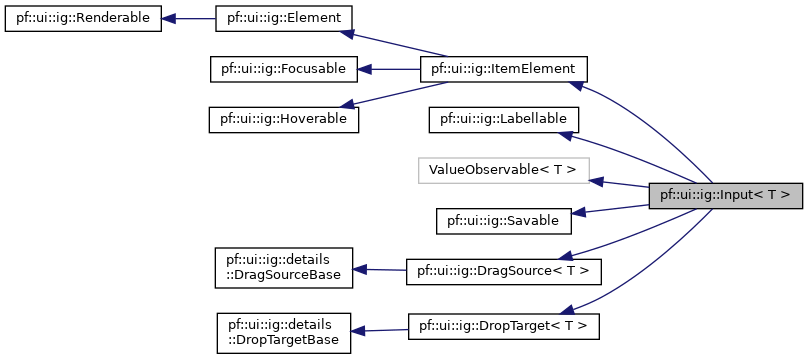 pf::ui::ig::Renderable
pf::ui::ig::Element
pf::ui::ig::Focusable
pf::ui::ig::ItemElement
pf::ui::ig::Hoverable
pf::ui::ig::Labellable
ValueObservable< T >
pf::ui::ig::Input< T >
pf::ui::ig::Savable
pf::ui::ig::details
::DragSourceBase
pf::ui::ig::DragSource< T >
pf::ui::ig::details
::DropTargetBase
pf::ui::ig::DropTarget< T >